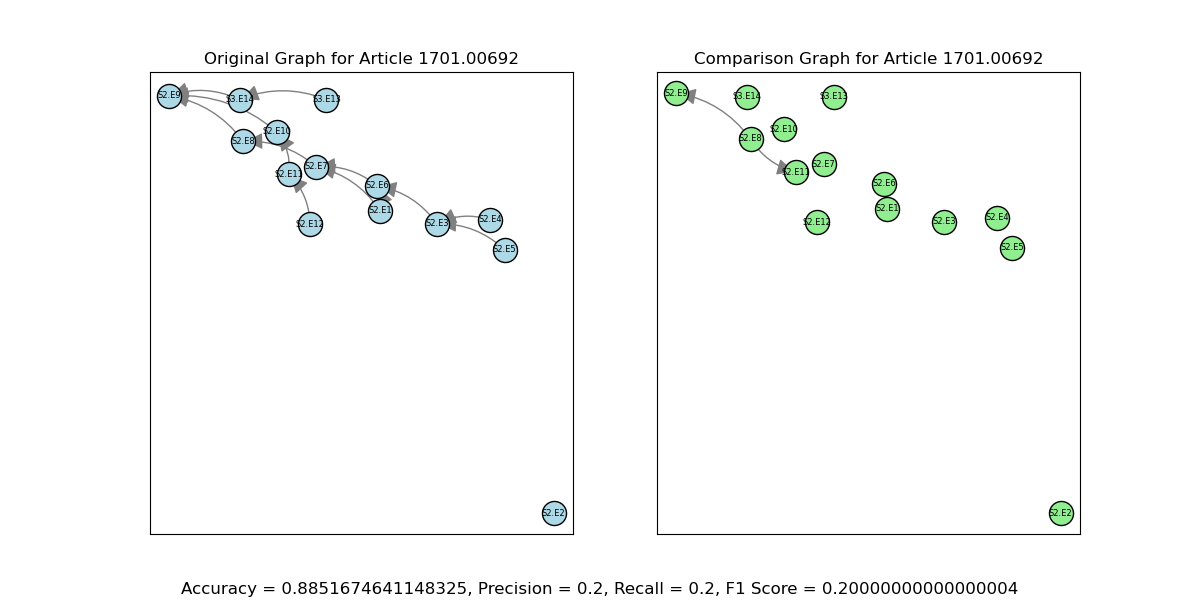 Original Graph for Article 1701.00692
S2.E9
S3.E14
S3.E13
S2.E10
S2.E8
S2.E7
S2.E11
S2.E6
S2.E1
S2.E4
S2.E3
S2.E12
S2.E5
S2.E2
Comparison Graph for Article 1701.00692
S2.E9
S3.E14
S3.E13
S2.E10
S2.E8
S2.E7
S2.E11
S2.E6
S2.E1
S2.E4
S2.E3
S2.E12
S2.E5
S2.E2
Accuracy = 0.8851674641148325, Precision = 0.2, Recall = 0.2, F1 Score = 0.20000000000000004